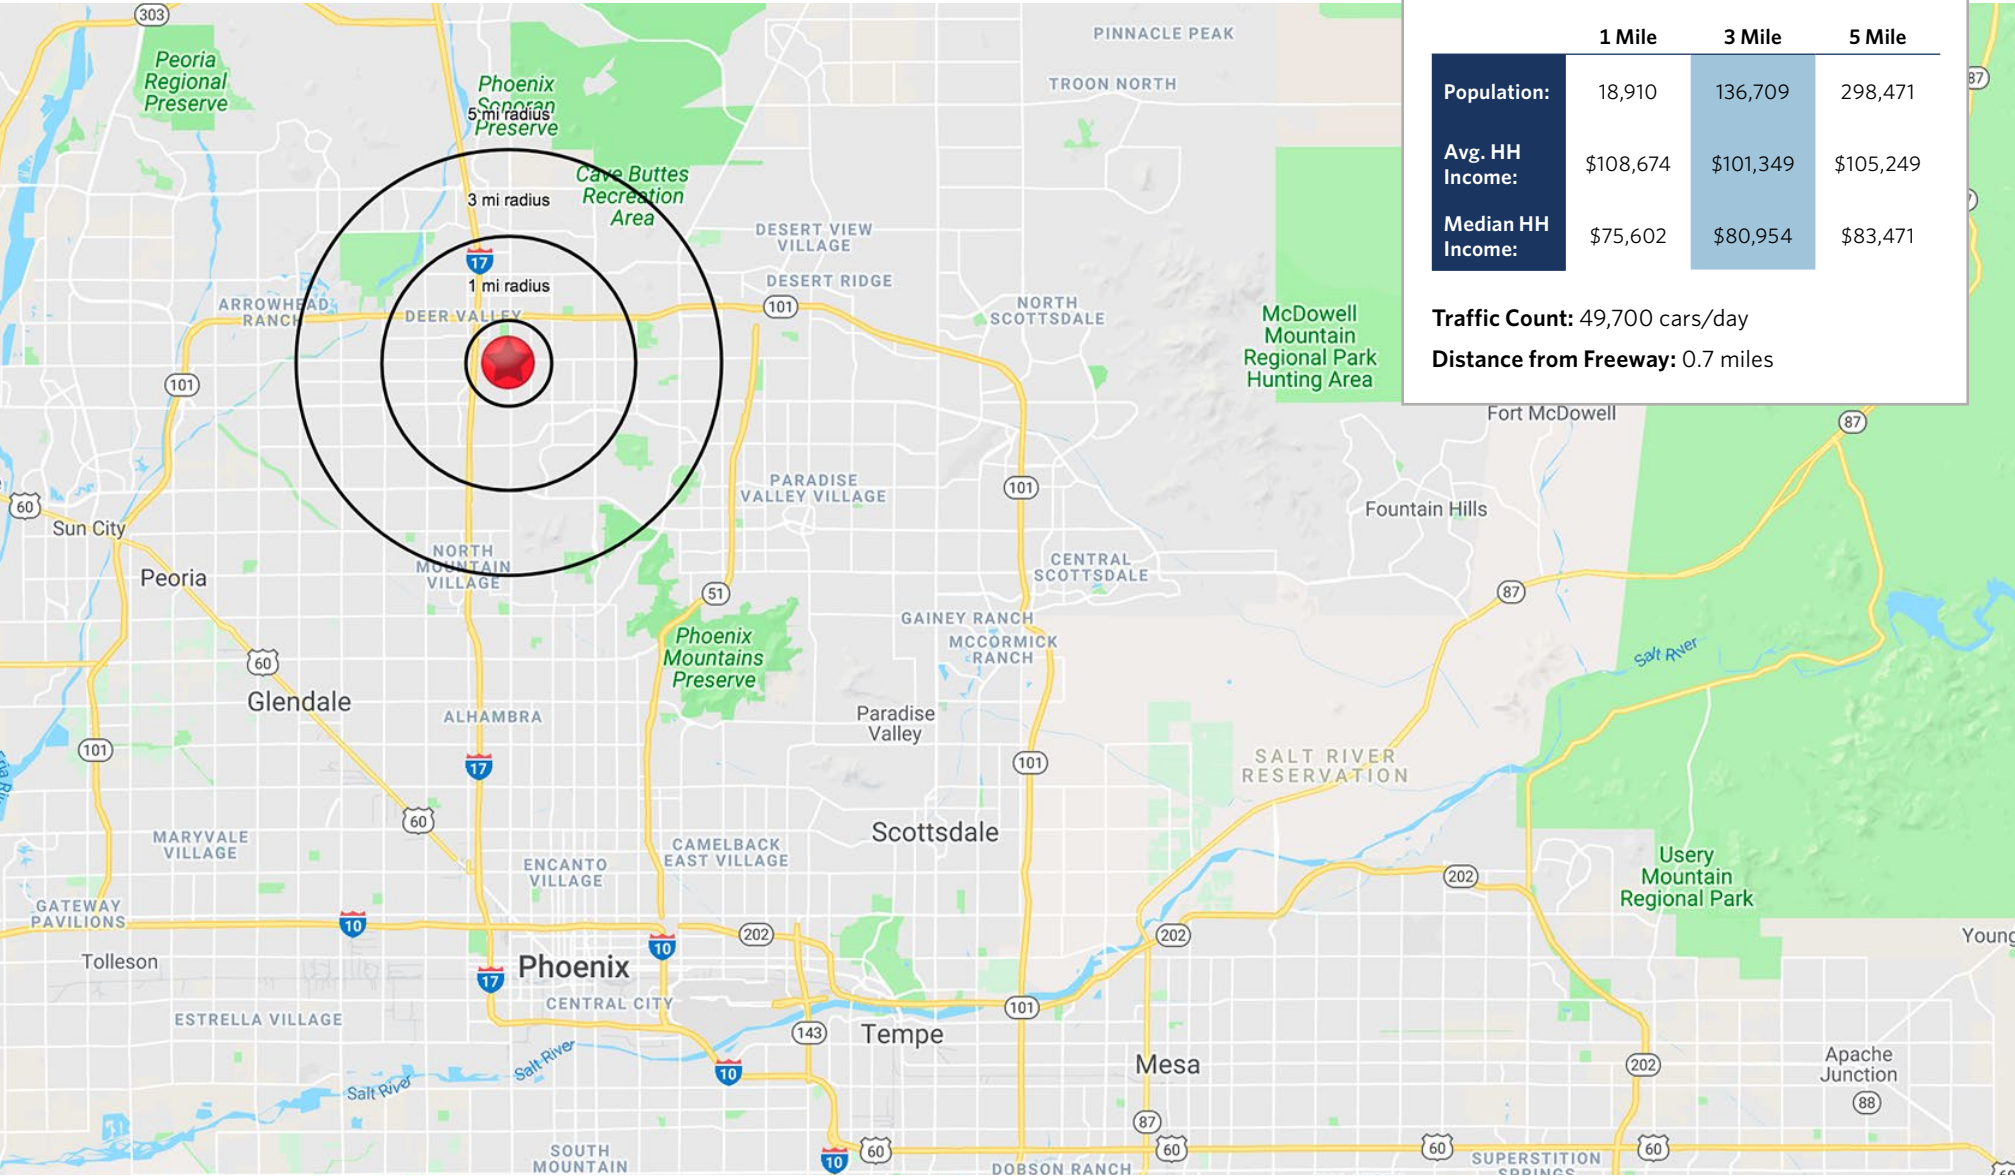 1 Mile 3 Mile 5 Mile
Population: 18,910 136,709 298,471
Avg. HH
Income: $108,674 $101,349 $105,249
Median HH
Income: $75,602 $80,954 $83,471
Traffic Count: 49,700 cars/day
Distance from Freeway: 0.7 miles
303
PINNACLE PEAK
Peoria
Regional
Preserve
87
TROON NORTH
Phoenix
Sonoran
Preserve
5 mi radius
Cave Buttes
Recreation
Area
3 mi radius
DESERT VIEW
VILLAGE
17
DESERT RIDGE
1 mi radius
ARROWHEAD
RANCH
DEER VALLEY
101
NORTH
SCOTTSDALE
McDowell
Mountain
Regional Park
Hunting Area
101
Fort McDowell
87
PARADISE
VALLEY VILLAGE
101
60
Sun City
Fountain Hills
NORTH
MOUNTAIN
VILLAGE
CENTRAL
SCOTTSDALE
Peoria
51
87
GAINEY RANCH
MCCORMICK
RANCH
Phoenix
Mountains
Preserve
Salt River
60
Glendale
ALHAMBRA
Paradise
Valley
101
17
101
SALT RIVER
RESERVATION
60
MARYVALE
VILLAGE
Scottsdale
CAMELBACK
EAST VILLAGE
ENCANTO
VILLAGE
202
Usery
Mountain
Regional Park
GATEWAY
PAVILIONS
10
10
202
202
Young
Tolleson
17
Phoenix
CENTRAL CITY
101
ESTRELLA VILLAGE
143
Tempe
Salt River
Salt River
10
Mesa
202
Apache
Junction
88
87
SOUTH
MOUNTAIN
10
60
60
60
60
DOBSON RANCH
SUPERSTITION
SPRINGS